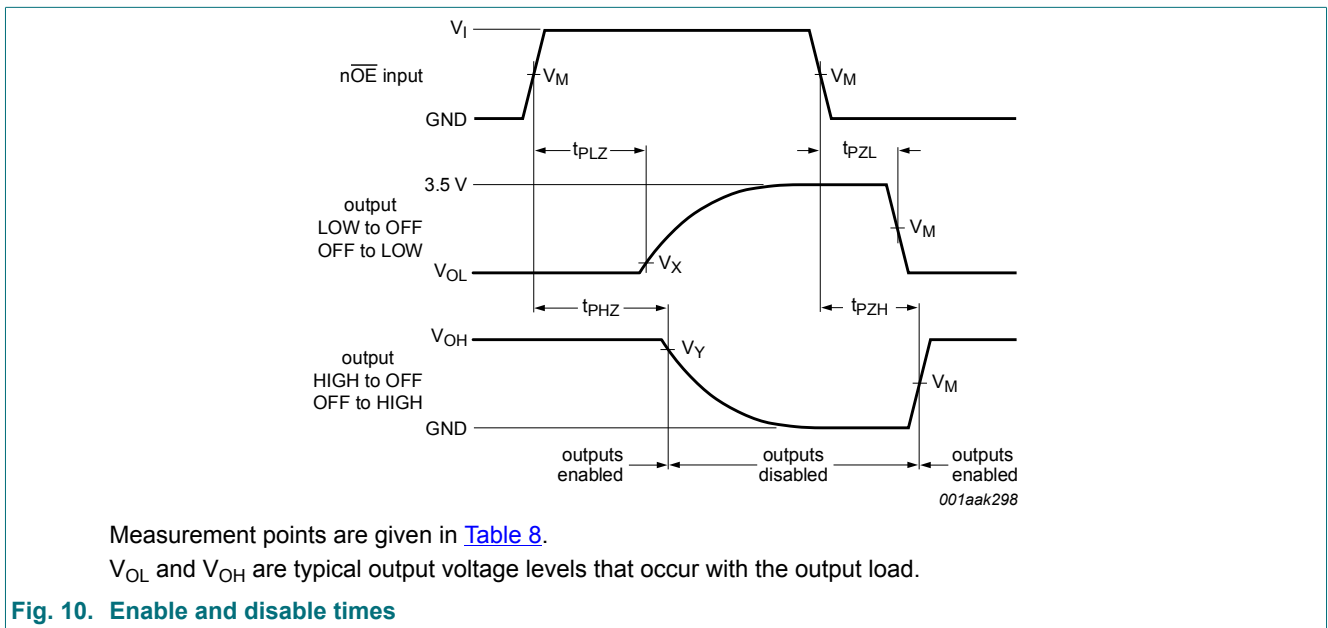 V_I
nOE̅ input
V_M
V_M
GND
t_PLZ
t_PZL
3.5 V
output
LOW to OFF
OFF to LOW
V_M
V_X
V_OL
t_PHZ
t_PZH
V_OH
V_Y
output
HIGH to OFF
OFF to HIGH
V_M
GND
outputs
enabled
outputs
disabled
outputs
enabled
001aak298
Measurement points are given in Table 8.
V_OL and V_OH are typical output voltage levels that occur with the output load.
Fig. 10. Enable and disable times